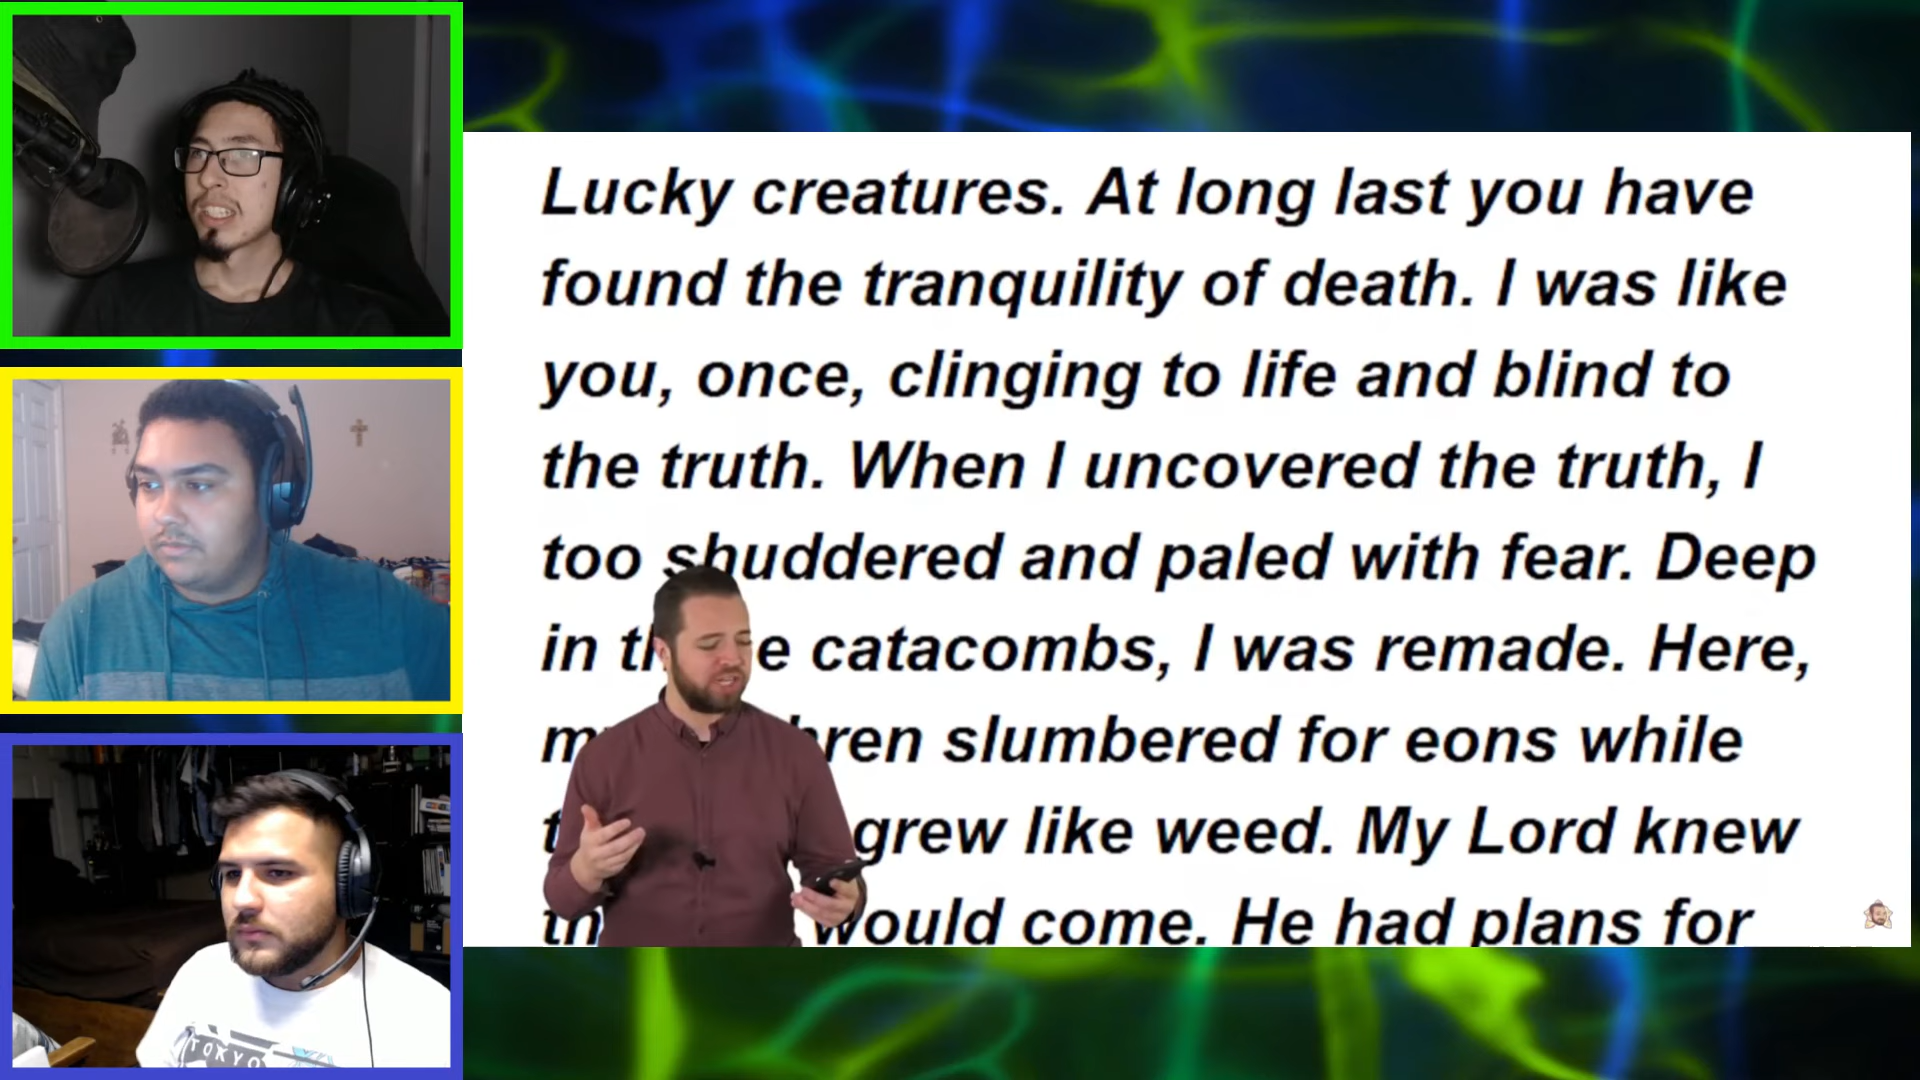 Lucky creatures. At long last you have
found the tranquility of death. I was like
you, once, clinging to life and blind to
the truth. When I uncovered the truth, I
too shuddered and paled with fear. Deep
in catacombs, I was remade. Here,
slumbered for eons while
grew like weed. My Lord knew
would come. He had plans for
TOKYO